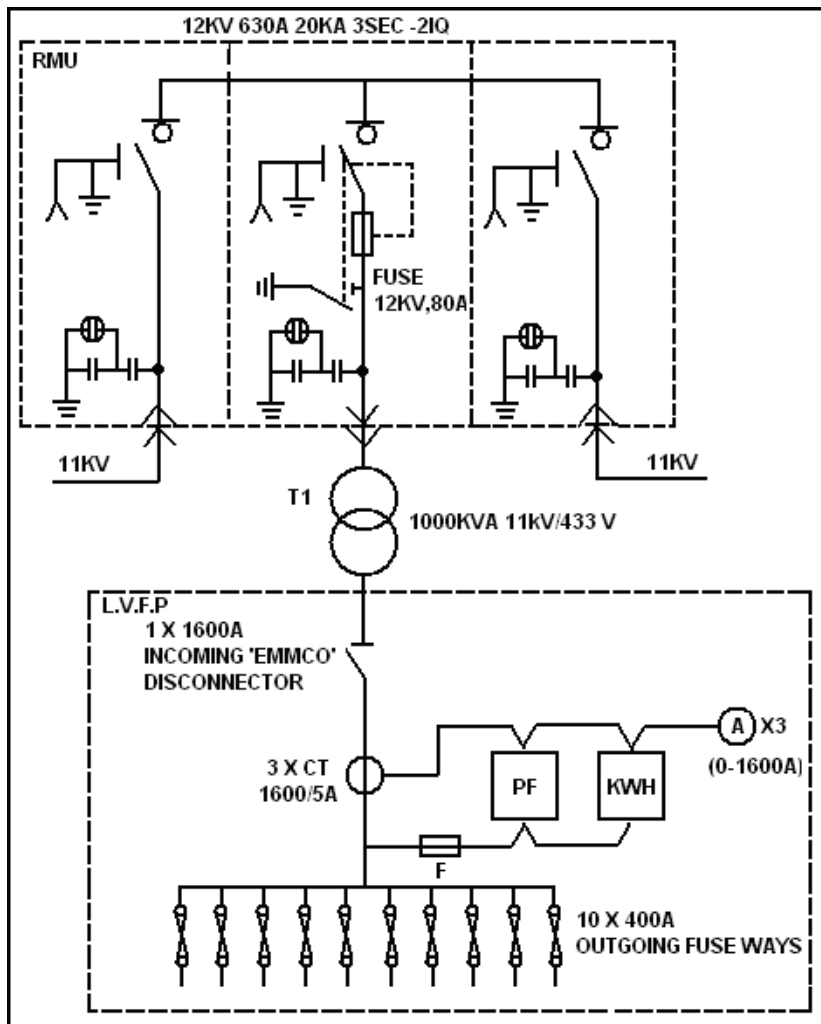 12KV 630A 20KA 3SEC -2IQ
RMU
FUSE
12KV,80A
11KV
11KV
T1
1000KVA 11kV/433 V
L.V.F.P
1 X 1600A
INCOMING 'EMMCO'
DISCONNECTOR
A X3
(0-1600A)
3 X CT
1600/5A
PF
KWH
F
10 X 400A
OUTGOING FUSE WAYS